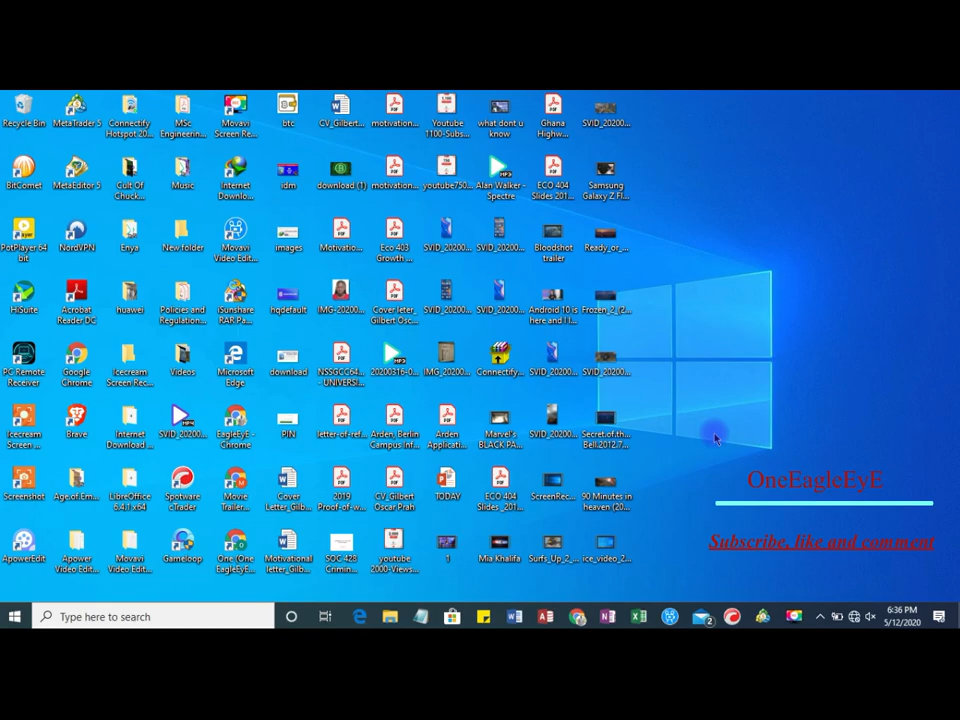 Recycle Bin
MetaTrader 5
Connectify
Hotspot 20...
MSc
Engineerin...
Movavi
Screen Re...
btc
CV_Gilbert...
motivation...
Youtube
1100-Subs...
what dont u
know
Ghana
Highw...
SVID_20200...
BitComet
MetaEditor 5
Cult Of
Chuck...
Music
Internet
Downlo...
idm
download (1)
motivation...
youtube750...
Alan Walker -
Spectre
ECO 404
Slides 201...
Samsung
Galaxy Z Fl...
PotPlayer 64
bit
NordVPN
Enya
New folder
Movavi
Video Edit...
images
Motivatio...
Eco 403
Growth ...
SVID_20200...
SVID_20200...
Bloodshot
trailer
Ready_or_...
HiSuite
Acrobat
Reader DC
huawei
Policies and
Regulation...
iSunshare
RAR Pa...
hqdefault
IMG-20200...
Cover letter_
Gilbert Osc...
SVID_20200...
SVID_20200...
Android 10 is
here and I l...
Frozen_2_(2...
PC Remote
Receiver
Google
Chrome
Icecream
Screen Rec...
Videos
Microsoft
Edge
download
NSSGCC64...
- UNIVERSI...
20200316-0...
IMG_20200...
Connectify...
SVID_20200...
SVID_20200...
Icecream
Screen ...
Brave
Internet
Download...
SVID_20200...
EagleEyE -
Chrome
PIN
letter-of-ref...
Arden, Berlin
Campus Inf...
Arden
Applicati...
Marvel's
BLACK PA...
SVID_20200...
Secret.of.th...
Bell.2012.7...
Screenshot
Age.of.Em...
LibreOffice
6.4.1.x64
Spotware
cTrader
Movie
Trailer...
Cover
Letter_Gilb...
2019
Proof-of-w...
CV_Gilbert
Oscar Prah
TODAY
ECO 404
Slides _201...
ScreenRec...
90 Minutes in
heaven (20...
ApowerEdit
Apower
Video Edit...
Movavi
Video Edit...
Gameloop
One (One
EagleEyE...
Motivational
letter_Gilb...
SOC 428
Crimin...
youtube
2000-Views...
1
Mia Khalifa
Surfs_Up_2_...
ice_video_2...
OneEagleEyE
Subscribe, like and comment
Type here to search
2
6:36 PM
5/12/2020